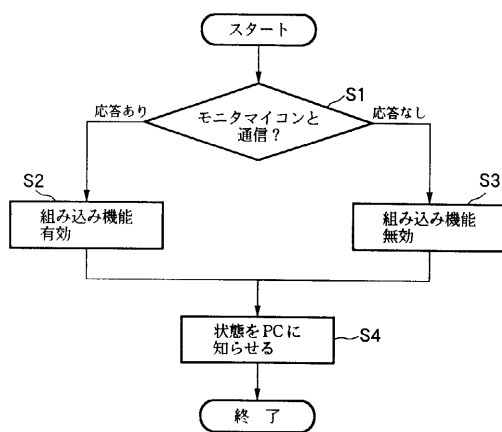 スタート
S1
モニタマイコンと
通信?
応答あり
応答なし
S2
組み込み機能
有効
S3
組み込み機能
無効
状態をPCに
知らせる
S4
終 了